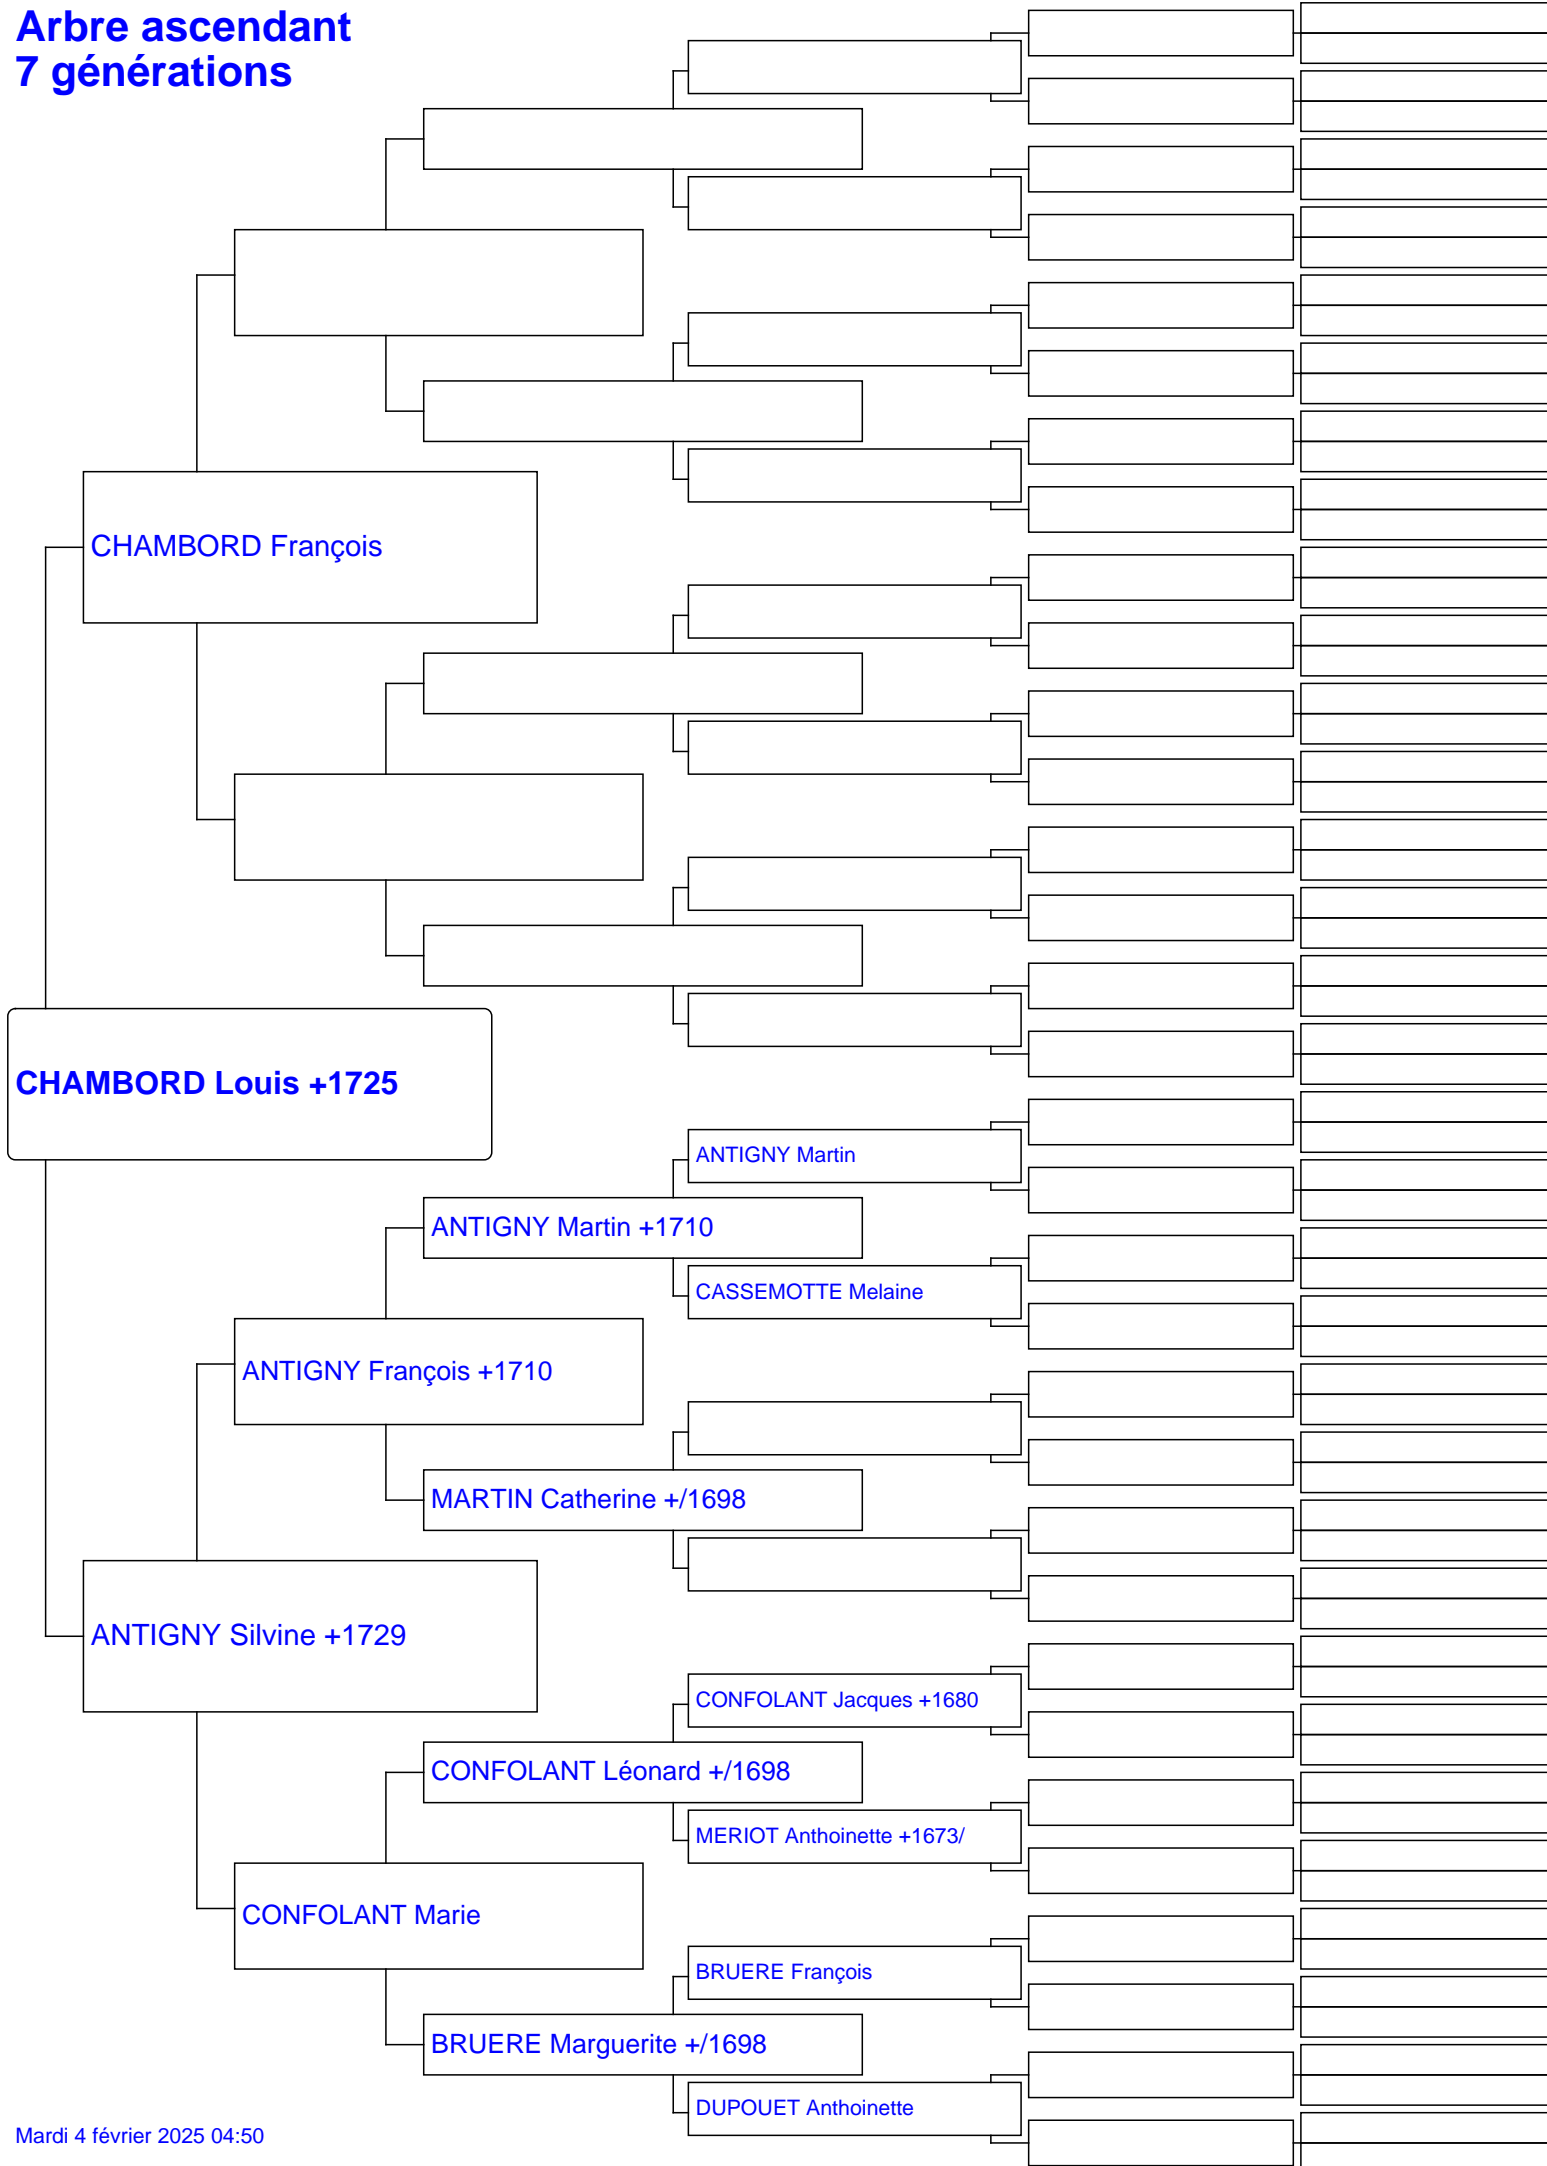 Arbre ascendant
7 générations
CHAMBORD François
CHAMBORD Louis +1725
ANTIGNY Martin
ANTIGNY Martin +1710
CASSEMOTTE Melaine
ANTIGNY François +1710
MARTIN Catherine +/1698
ANTIGNY Silvine +1729
CONFOLANT Jacques +1680
CONFOLANT Léonard +/1698
MERIOT Anthoinette +1673/
CONFOLANT Marie
BRUERE François
BRUERE Marguerite +/1698
DUPOUET Anthoinette
Mardi 4 février 2025 04:50